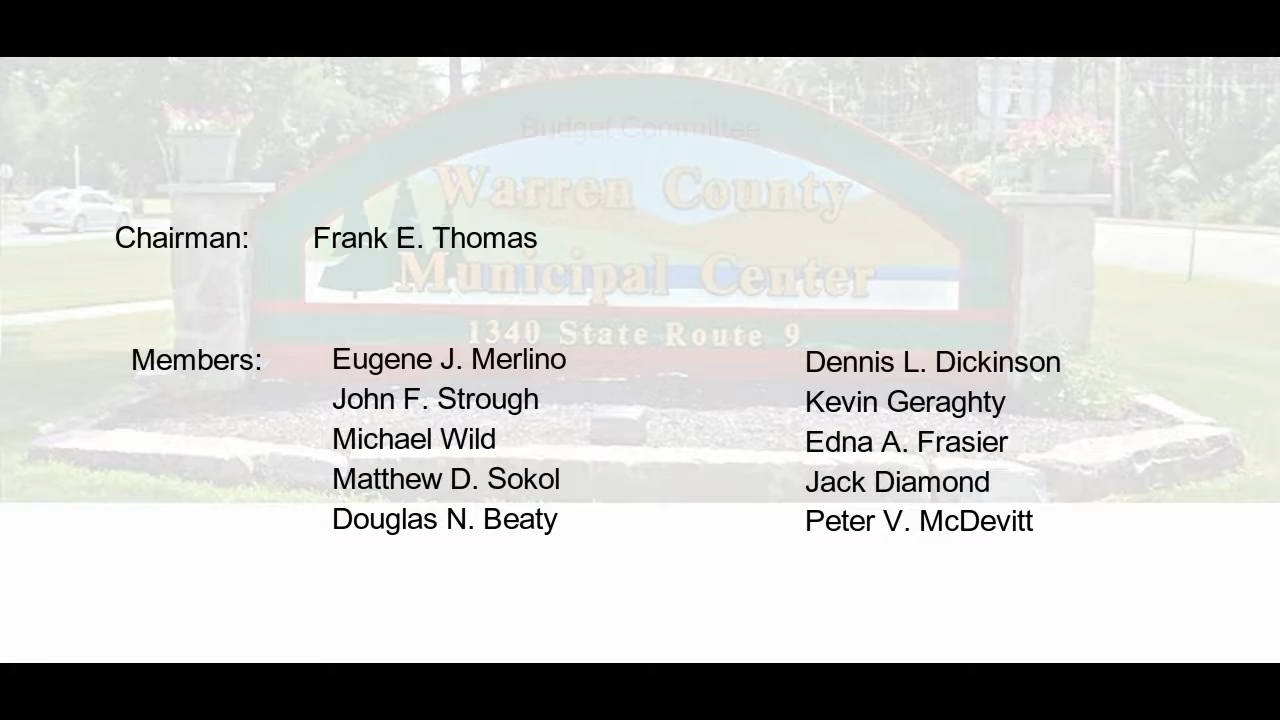 Budget Committee
Warren County
Municipal Center
1340 State Route 9
Chairman: Frank E. Thomas
Members:
Eugene J. Merlino
John F. Strough
Michael Wild
Matthew D. Sokol
Douglas N. Beaty
Dennis L. Dickinson
Kevin Geraghty
Edna A. Frasier
Jack Diamond
Peter V. McDevitt